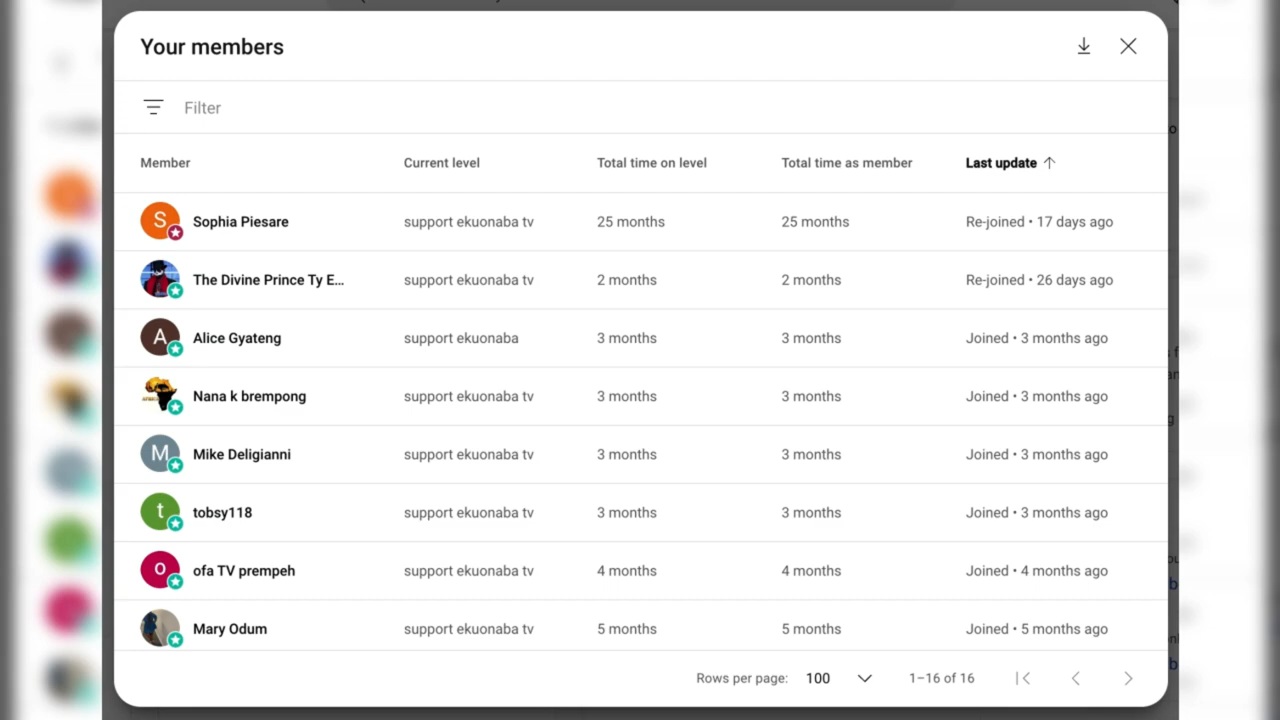 Your members
Filter
Member Current level Total time on level Total time as member Last update
S Sophia Piesare support ekuonaba tv 25 months 25 months Re-joined • 17 days ago
The Divine Prince Ty E... support ekuonaba tv 2 months 2 months Re-joined • 26 days ago
A Alice Gyateng support ekuonaba 3 months 3 months Joined • 3 months ago
Nana k brempong support ekuonaba tv 3 months 3 months Joined • 3 months ago
M Mike Deligianni support ekuonaba tv 3 months 3 months Joined • 3 months ago
t tobsy118 support ekuonaba tv 3 months 3 months Joined • 3 months ago
o ofa TV prempeh support ekuonaba tv 4 months 4 months Joined • 4 months ago
Mary Odum support ekuonaba tv 5 months 5 months Joined • 5 months ago
Rows per page: 100 1–16 of 16